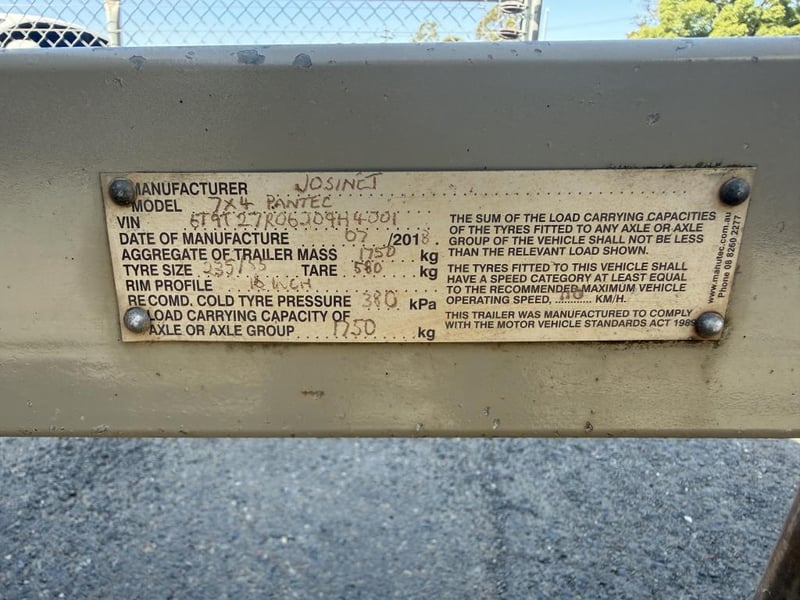 MANUFACTURER JOSINCT
MODEL 7X4 PANTEC
VIN
DATE OF MANUFACTURE 07/2018
AGGREGATE OF TRAILER MASS 1750 kg
TYRE SIZE TARE 580 kg
RIM PROFILE INCH
RECOMD. COLD TYRE PRESSURE 380 kPa
LOAD CARRYING CAPACITY OF
AXLE OR AXLE GROUP 1750 kg
THE SUM OF THE LOAD CARRYING CAPACITIES
OF THE TYRES FITTED TO ANY AXLE OR AXLE
GROUP OF THE VEHICLE SHALL NOT BE LESS
THAN THE RELEVANT LOAD SHOWN.
THE TYRES FITTED TO THIS VEHICLE SHALL
HAVE A SPEED CATEGORY AT LEAST EQUAL
TO THE RECOMMENDED MAXIMUM VEHICLE
OPERATING SPEED, 110 KM/H.
THIS TRAILER WAS MANUFACTURED TO COMPLY
WITH THE MOTOR VEHICLE STANDARDS ACT 1989
www.manutec.com.au
Phone 08 8260 2277